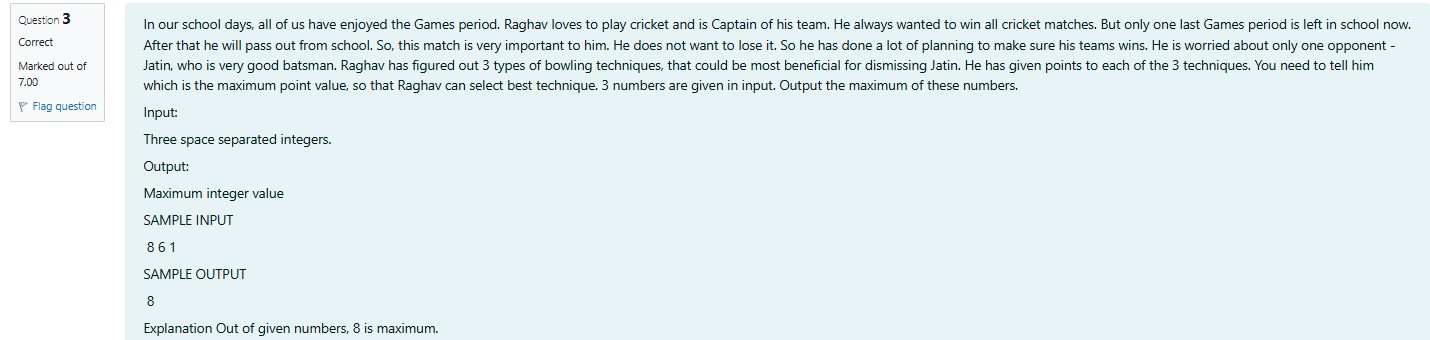 Question 3
Correct
Marked out of
7.00
Flag question
In our school days, all of us have enjoyed the Games period. Raghav loves to play cricket and is Captain of his team. He always wanted to win all cricket matches. But only one last Games period is left in school now.
After that he will pass out from school. So, this match is very important to him. He does not want to lose it. So he has done a lot of planning to make sure his teams wins. He is worried about only one opponent -
Jatin, who is very good batsman. Raghav has figured out 3 types of bowling techniques, that could be most beneficial for dismissing Jatin. He has given points to each of the 3 techniques. You need to tell him
which is the maximum point value, so that Raghav can select best technique. 3 numbers are given in input. Output the maximum of these numbers.
Input:
Three space separated integers.
Output:
Maximum integer value
SAMPLE INPUT
8 6 1
SAMPLE OUTPUT
8
Explanation Out of given numbers, 8 is maximum.